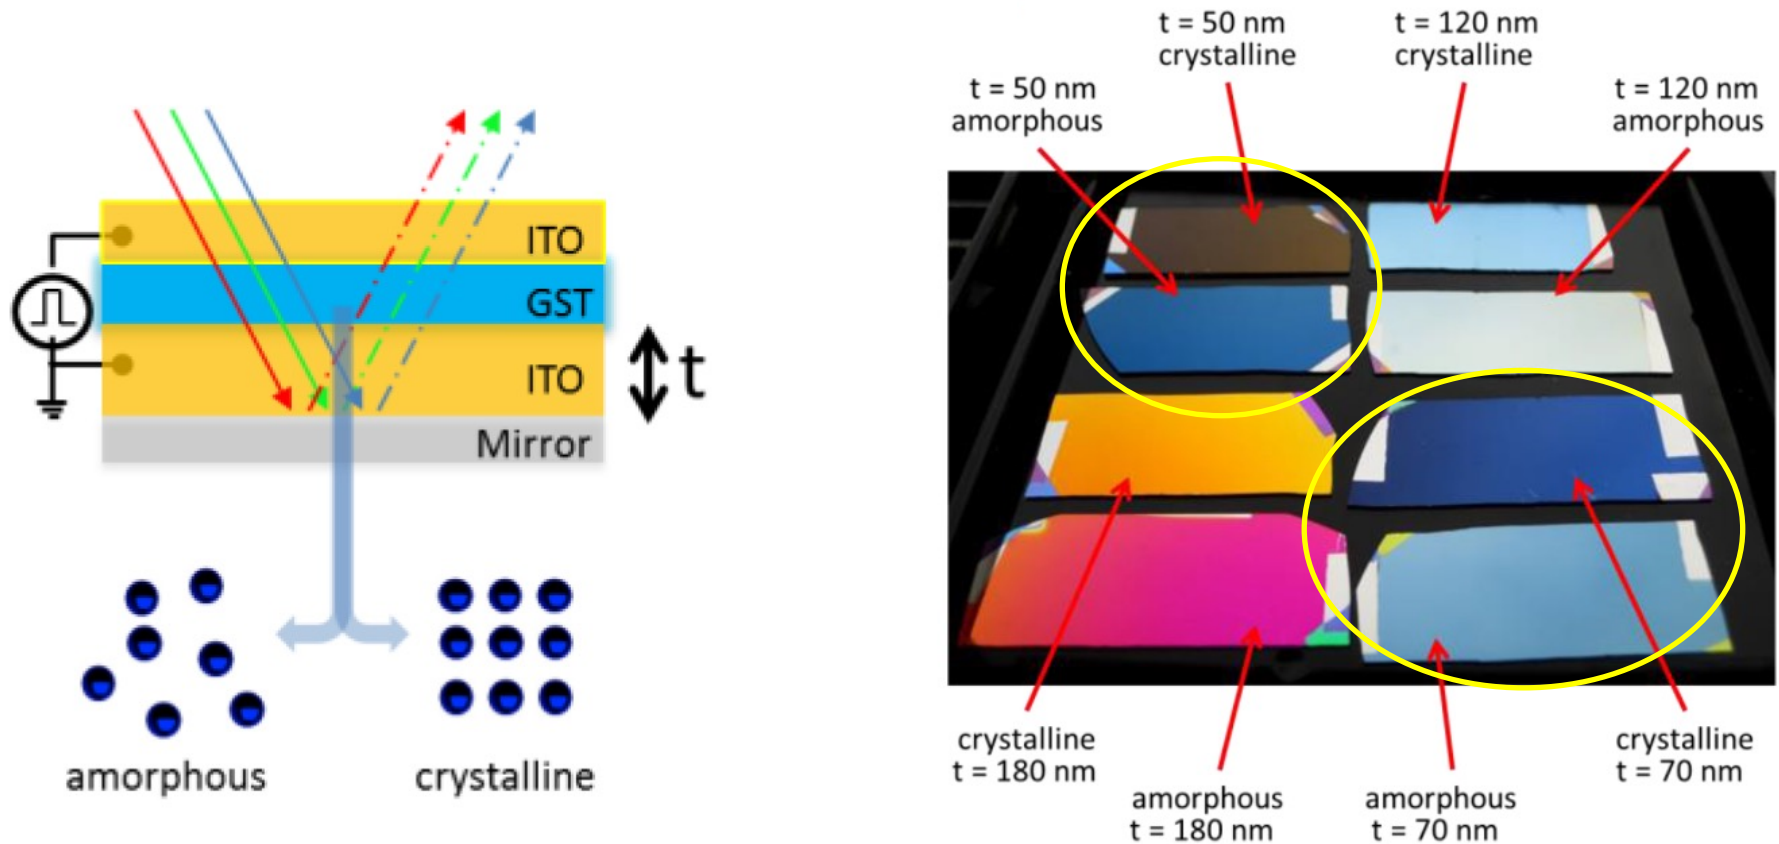 ITO
GST
ITO
t
Mirror
amorphous
crystalline
t = 50 nm
crystalline
t = 120 nm
crystalline
t = 50 nm
amorphous
t = 120 nm
amorphous
crystalline
t = 180 nm
amorphous
t = 180 nm
amorphous
t = 70 nm
crystalline
t = 70 nm